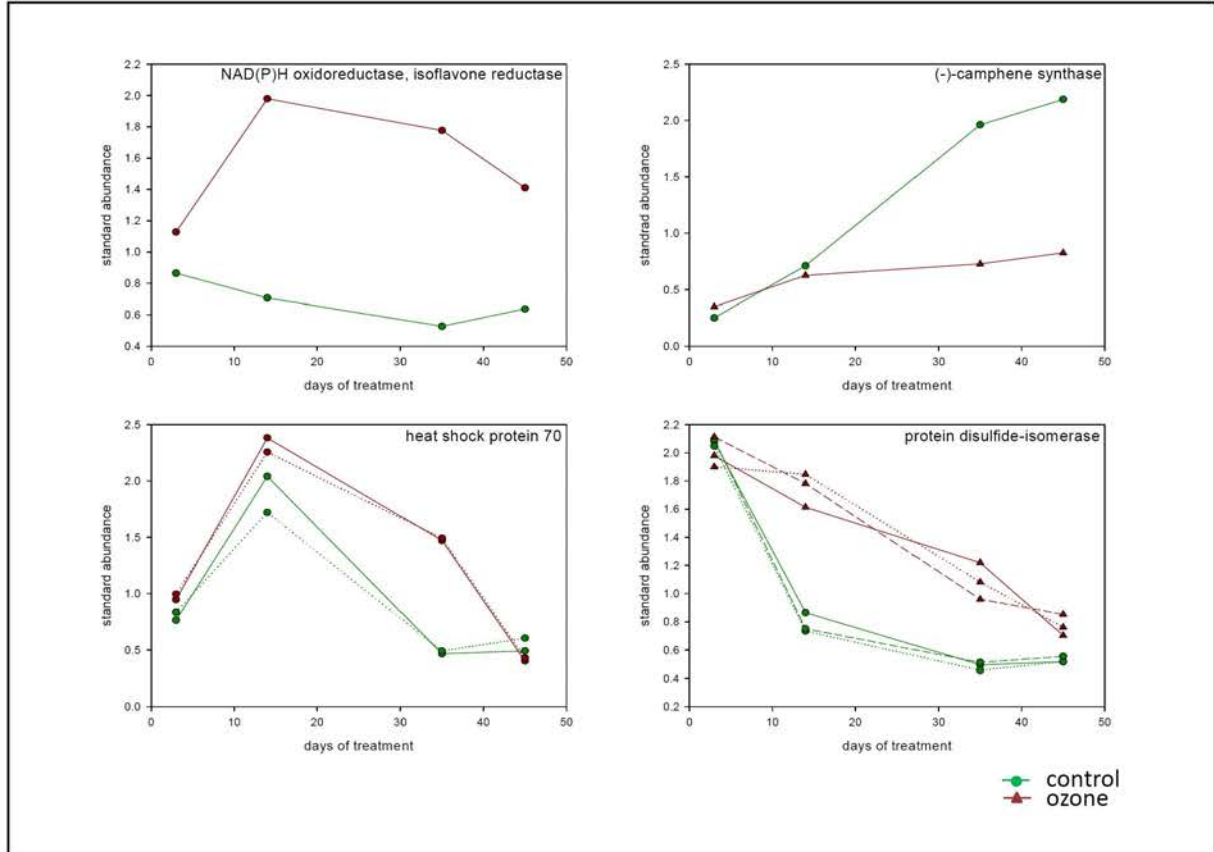 NAD(P)H oxidoreductase, isoflavone reductase
standard abundance
2.2
2.0
1.8
1.6
1.4
1.2
1.0
0.8
0.6
0.4
0 10 20 30 40 50
days of treatment
(-)-camphene synthase
standrad abundance
2.5
2.0
1.5
1.0
0.5
0.0
0 10 20 30 40 50
days of treatment
heat shock protein 70
standard abundance
2.5
2.0
1.5
1.0
0.5
0.0
0 10 20 30 40 50
days of treatment
protein disulfide-isomerase
standard abundance
2.2
2.0
1.8
1.6
1.4
1.2
1.0
0.8
0.6
0.4
0.2
0 10 20 30 40 50
days of treatment
control
ozone